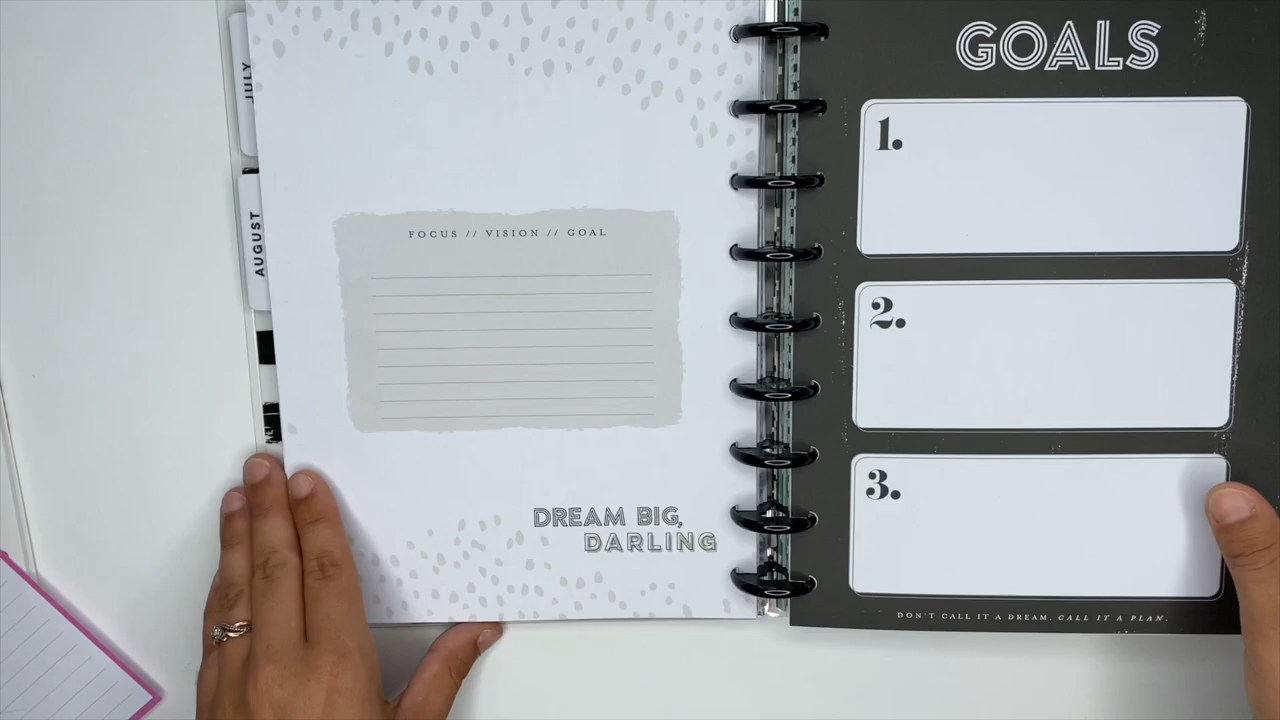 JULY
AUGUST
FOCUS // VISION // GOAL
DREAM BIG,
DARLING
GOALS
1.
2.
3.
DON'T CALL IT A DREAM. CALL IT A PLAN.